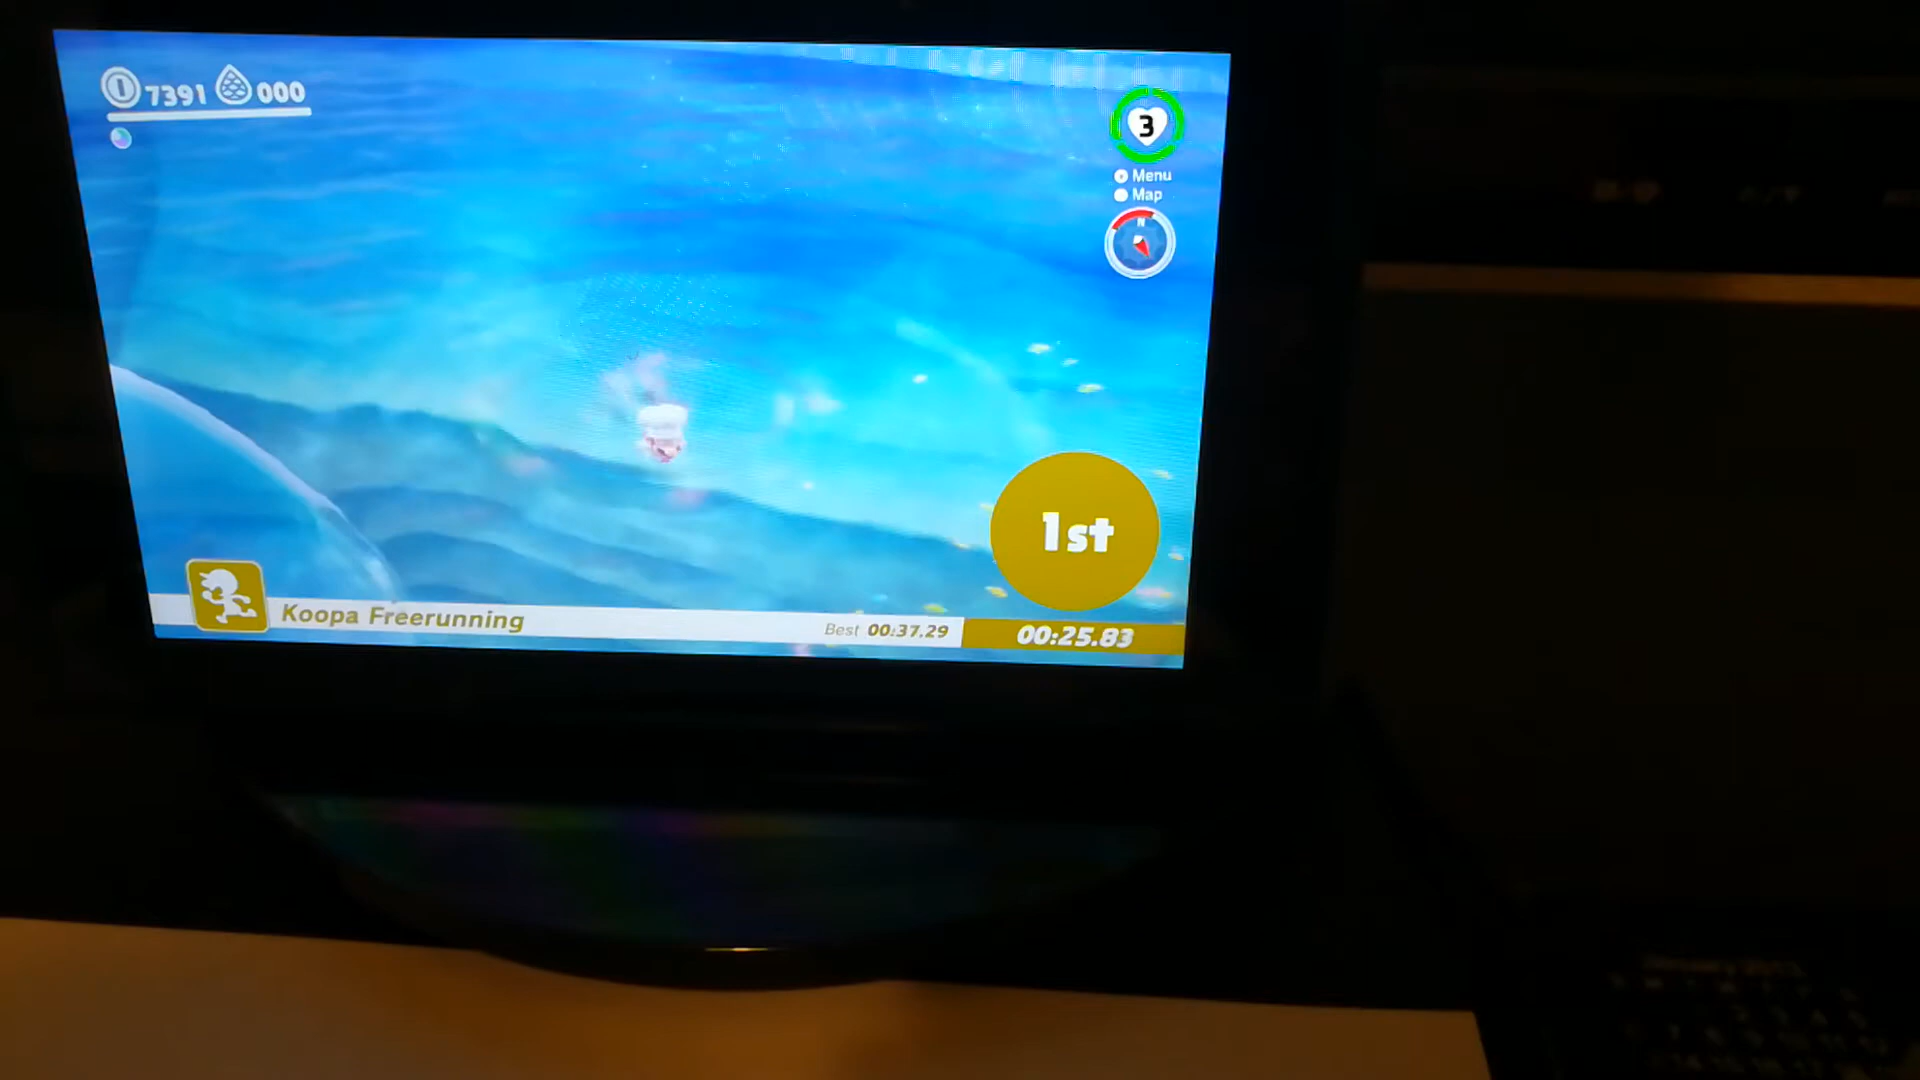 7391 000
3
Menu
Map
N
1st
Koopa Freerunning
Best 00:37.29 00:25.83